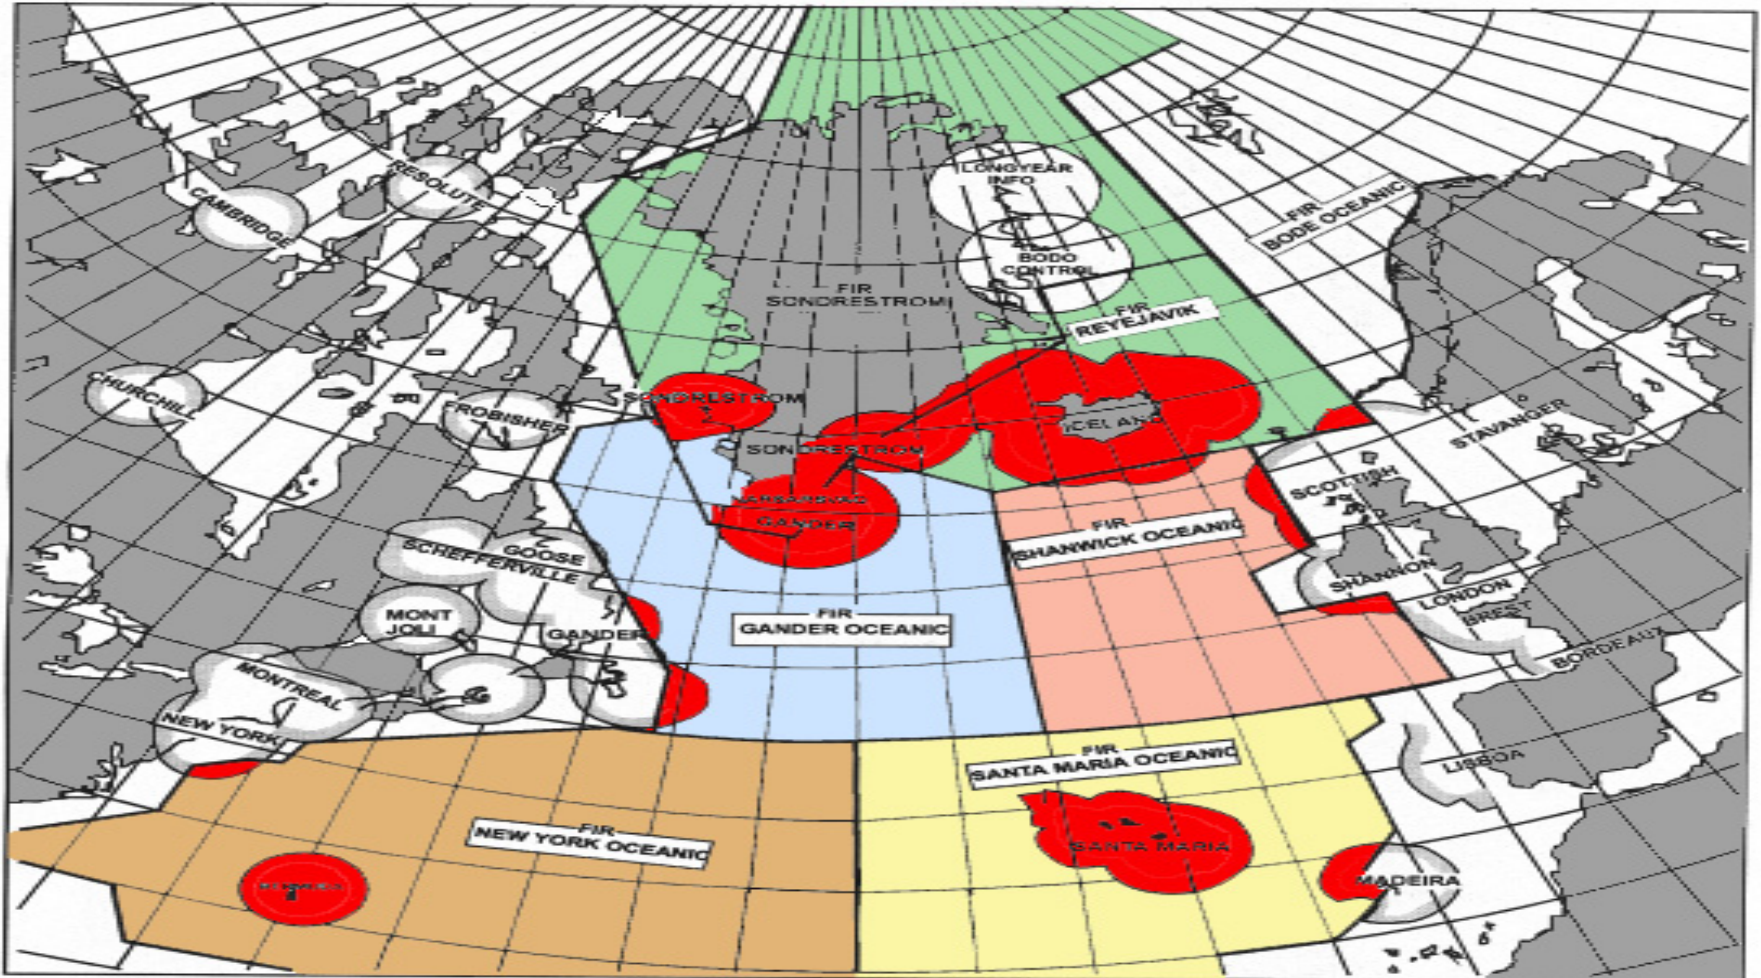 RESOLUTE
CAMBRIDGE
LONGYEAR
INFO
FIR
BODE OCEANIC
BODO
CONTROL
FIR
SONDRESTROM
FIR
REYEJAVIK
CHURCHILL
FROBISHER
SONDRESTROM
SONDRESTROM
ICELAND
STAVANGER
SCOTTISH
GANDER
FIR
SHANWICK OCEANIC
SCHEFFERVILLE
GOOSE
SHANNON
LONDON
BREST
BORDEAUX
MONT
JOLI
GANDER
FIR
GANDER OCEANIC
MONTREAL
NEW YORK
FIR
SANTA MARIA OCEANIC
LISBOA
FIR
NEW YORK OCEANIC
SANTA MARIA
MADEIRA